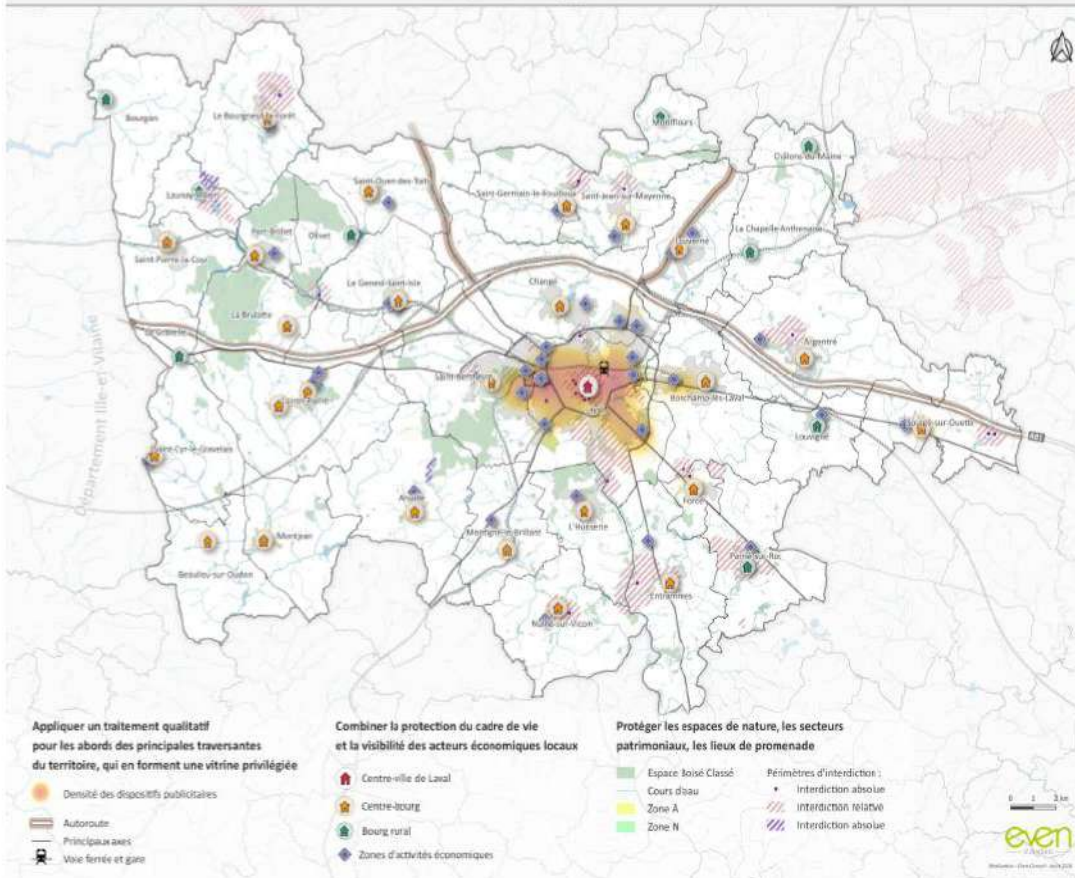 Bourgon
Le Bourgneuf-la-Forêt
Montflours
Châlons-du-Maine
Saint-Ouen-des-Toits
Saint-Germain-le-Fouilloux
Saint-Jean-sur-Mayenne
Louverné
La Chapelle-Anthenaise
Port-Brillet
Olivet
Saint-Pierre-la-Cour
Le Genest-Saint-Isle
Changé
La Brulatte
Argentré
Saint-Berthevin
Bonchamp-lès-Laval
Louvigné
Soulgé-sur-Ouette
A81
Département Ille-et-Vilaine
Saint-Cyr-le-Gravelais
Ahuillé
L'Huisserie
Forcé
Montigné-le-Brillant
Montjean
Beaulieu-sur-Oudon
Parné-sur-Roc
Entrammes
Nuillé-sur-Vicoin
Appliquer un traitement qualitatif
pour les abords des principales traversantes
du territoire, qui en forment une vitrine privilégiée
Densité des dispositifs publicitaires
Autoroute
Principaux axes
Voie ferrée et gare
Combiner la protection du cadre de vie
et la visibilité des acteurs économiques locaux
Centre-ville de Laval
Centre-bourg
Bourg rural
Zones d'activités économiques
Protéger les espaces de nature, les secteurs
patrimoniaux, les lieux de promenade
Espace Boisé Classé
Cours d'eau
Zone A
Zone N
Périmètres d'interdiction :
Interdiction absolue
Interdiction relative
Interdiction absolue
0 1 2 km
even